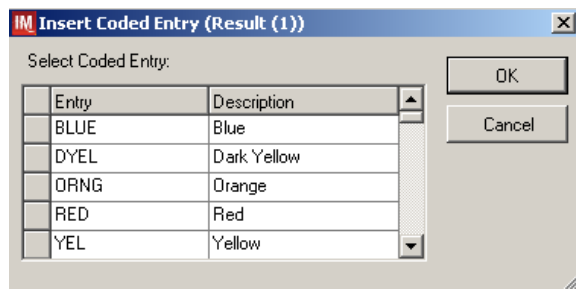 IM Insert Coded Entry (Result (1))
Select Coded Entry:
OK
Entry Description
BLUE Blue
Cancel
DYEL Dark Yellow
ORNG Orange
RED Red
YEL Yellow